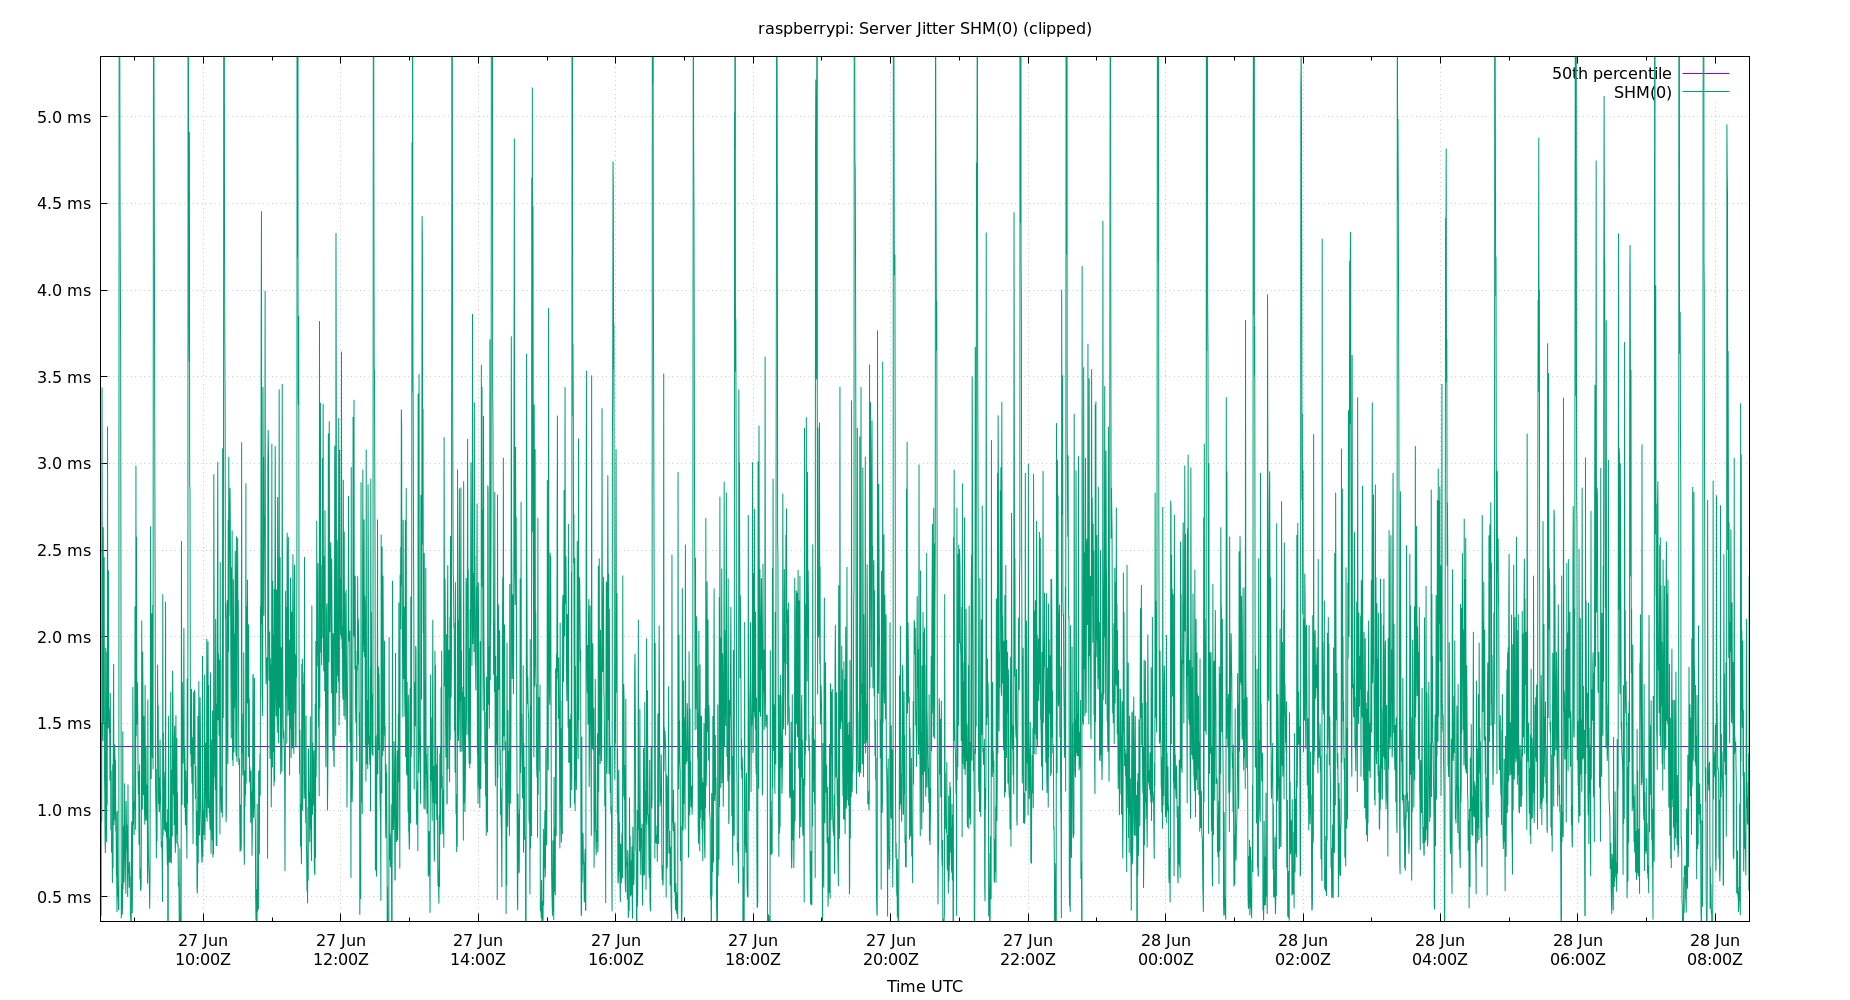 raspberrypi: Server Jitter SHM(0) (clipped)
50th percentile
SHM(0)
5.0 ms
4.5 ms
4.0 ms
3.5 ms
3.0 ms
2.5 ms
2.0 ms
1.5 ms
1.0 ms
0.5 ms
27 Jun 27 Jun 27 Jun 27 Jun 27 Jun 27 Jun 27 Jun 28 Jun 28 Jun 28 Jun 28 Jun 28 Jun
10:00Z 12:00Z 14:00Z 16:00Z 18:00Z 20:00Z 22:00Z 00:00Z 02:00Z 04:00Z 06:00Z 08:00Z
Time UTC